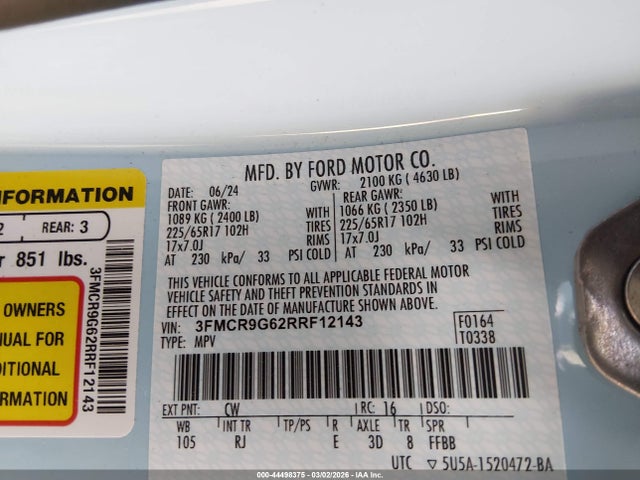 NFORMATION
2 REAR: 3
r 851 lbs.
OWNERS
NUAL FOR
DITIONAL
ORMATION
3FMCR9G62RRF12143
MFD. BY FORD MOTOR CO.
DATE: 06/24 GVWR: 2100 KG ( 4630 LB)
FRONT GAWR: REAR GAWR:
1089 KG ( 2400 LB) WITH 1066 KG ( 2350 LB) WITH
225/65R17 102H TIRES 225/65R17 102H TIRES
17x7.0J RIMS 17x7.0J RIMS
AT 230 kPa/ 33 PSI COLD AT 230 kPa/ 33 PSI COLD
THIS VEHICLE CONFORMS TO ALL APPLICABLE FEDERAL MOTOR
VEHICLE SAFETY AND THEFT PREVENTION STANDARDS IN
EFFECT ON THE DATE OF MANUFACTURE SHOWN ABOVE.
VIN: 3FMCR9G62RRF12143 F0164
TYPE: MPV T0338
EXT PNT: CW RC: 16 DSO:
WB INT TR TP/PS R AXLE TR SPR
105 RJ E 3D 8 FFBB
UTC ▽ 5U5A-1520472-BA
000-44498375 - 03/02/2026 - IAA Inc.